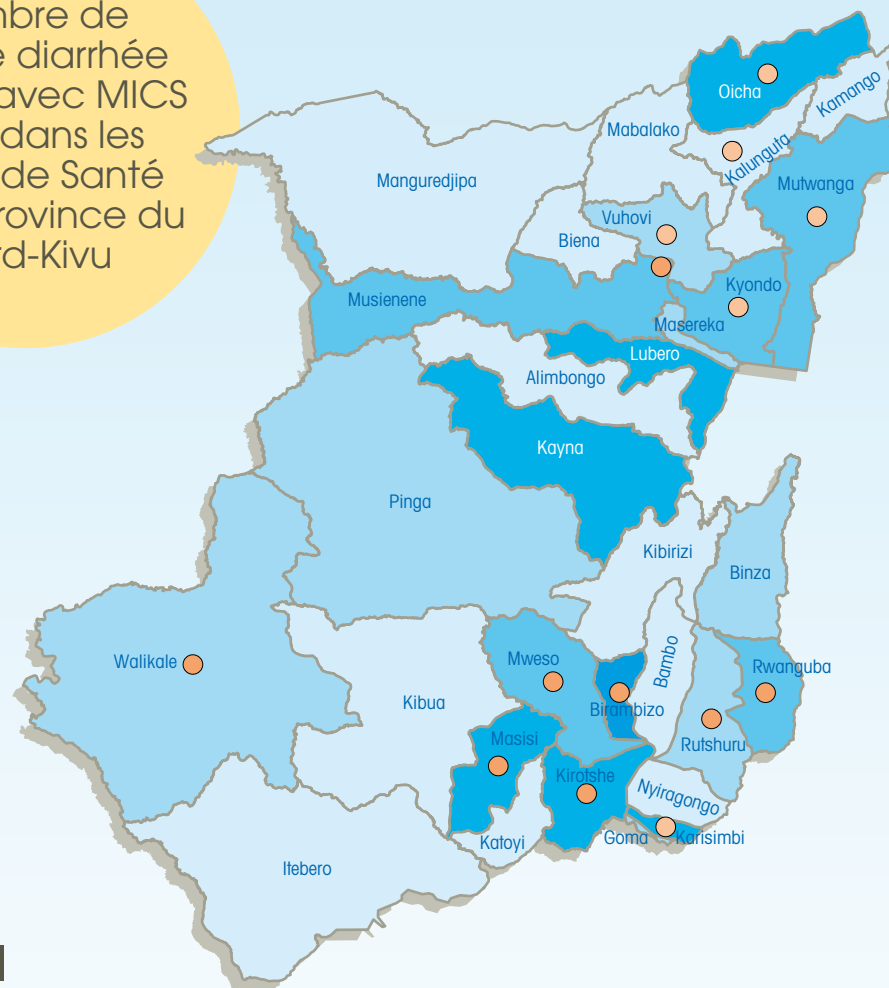 mbre de
e diarrhée
avec MICS
dans les
de Santé
rovince du
rd-Kivu
Oicha
Kamango
Mabalako
Kalunguta
Manguredjipa
Mutwanga
Vuhovi
Biena
Kyondo
Musienene
Masereka
Lubero
Alimbongo
Kayna
Pinga
Kibirizi
Binza
Walikale
Mweso
Bambo
Rwanguba
Kibua
Birambizo
Masisi
Rutshuru
Kirotshe
Nyiragongo
Katoyi
Goma
Karisimbi
Itebero